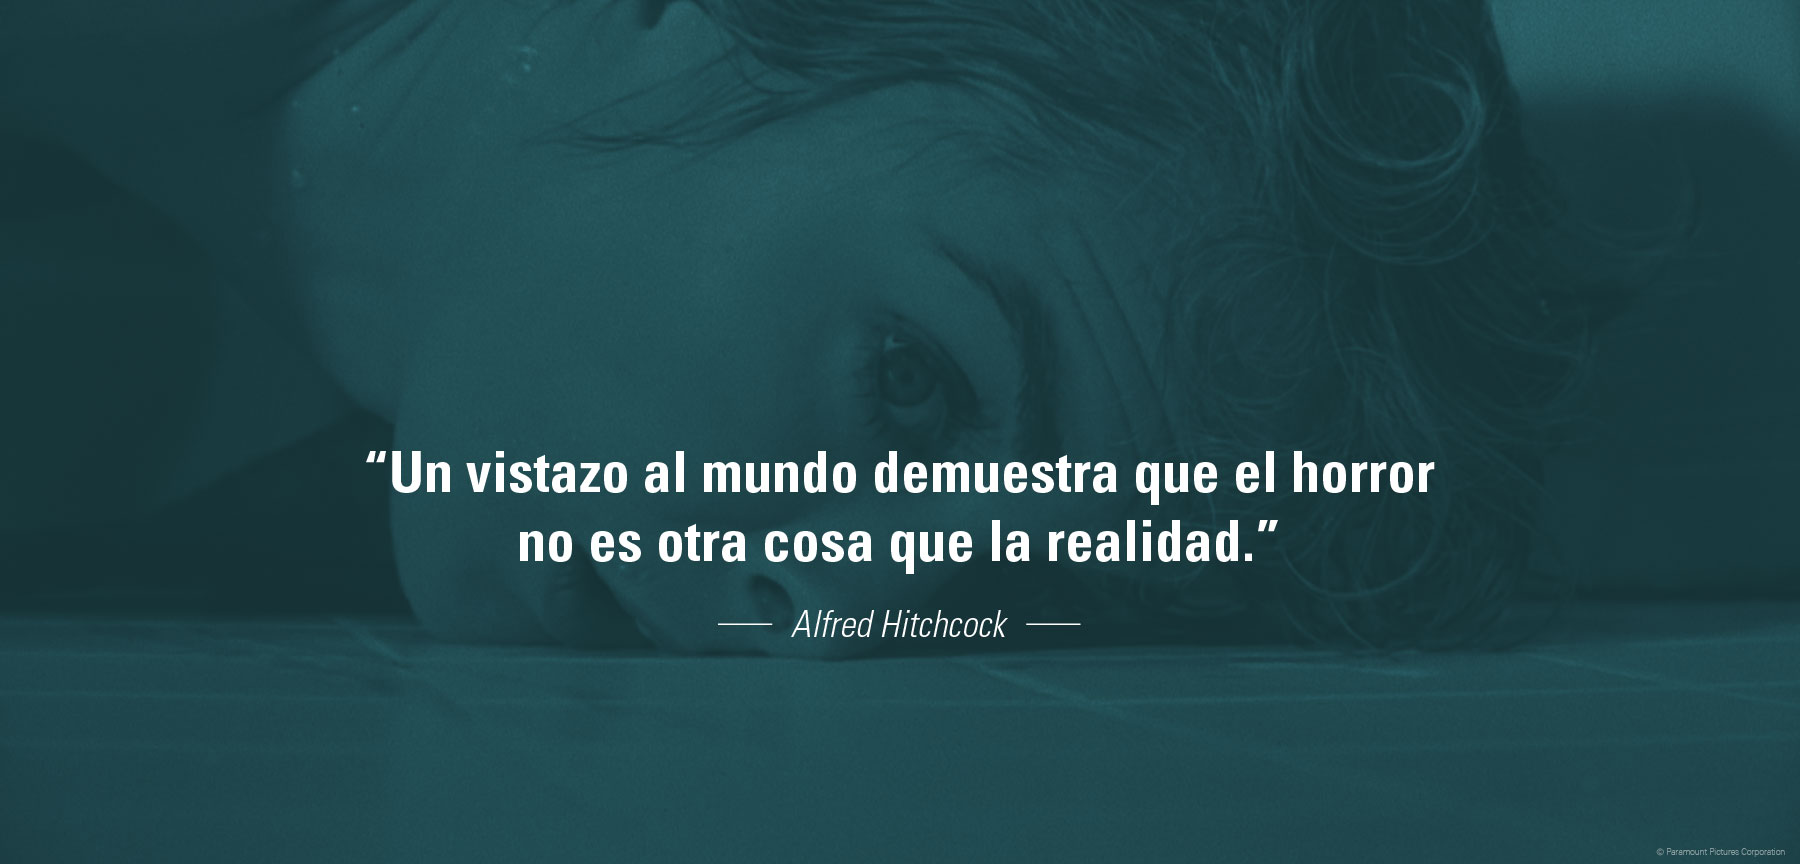 “Un vistazo al mundo demuestra que el horror
no es otra cosa que la realidad.”
Alfred Hitchcock
© Paramount Pictures Corporation